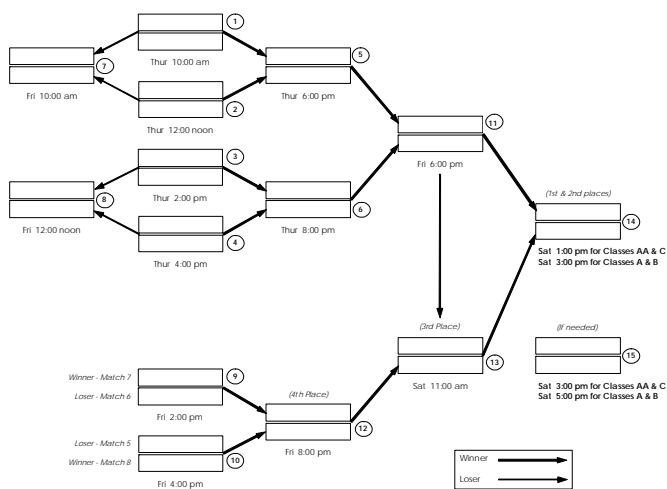 1
Thur 10:00 am
7
Fri 10:00 am
2
Thur 12:00 noon
5
Thur 6:00 pm
3
Thur 2:00 pm
8
Fri 12:00 noon
4
Thur 4:00 pm
6
Thur 8:00 pm
11
Fri 6:00 pm
(1st & 2nd places)
14
Sat 1:00 pm for Classes AA & C
Sat 3:00 pm for Classes A & B
(3rd Place)
13
Sat 11:00 am
(If needed)
15
Sat 3:00 pm for Classes AA & C
Sat 5:00 pm for Classes A & B
Winner - Match 7
Loser - Match 6
9
Fri 2:00 pm
Loser - Match 5
Winner - Match 8
10
Fri 4:00 pm
(4th Place)
12
Fri 8:00 pm
Winner
Loser